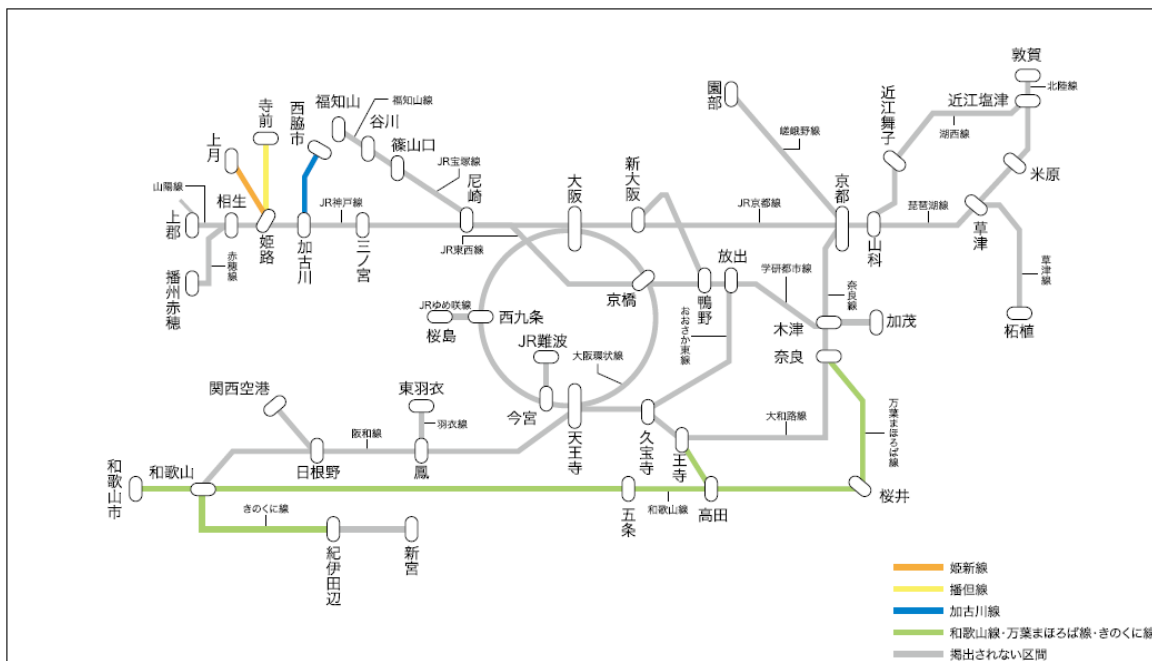 敦賀
北陸線
園部
近江舞子
近江塩津
湖西線
嵯峨野線
米原
寺前
西脇市
福知山
福知山線
谷川
篠山口
JR宝塚線
上月
尼崎
大阪
新大阪
京都
山陽線
相生
JR神戸線
JR京都線
琵琶湖線
上郡
姫路
加古川
三ノ宮
JR東西線
山科
草津
赤穂線
播州赤穂
京橋
鴫野
放出
学研都市線
奈良線
草津線
JRゆめ咲線
桜島
西九条
おおさか東線
木津
加茂
柘植
JR難波
大阪環状線
奈良
関西空港
東羽衣
今宮
天王寺
久宝寺
王寺
大和路線
万葉まほろば線
阪和線
羽衣線
和歌山市
和歌山
日根野
鳳
五条
和歌山線
高田
桜井
きのくに線
紀伊田辺
新宮
姫新線
播但線
加古川線
和歌山線・万葉まほろば線・きのくに線
掲出されない区間